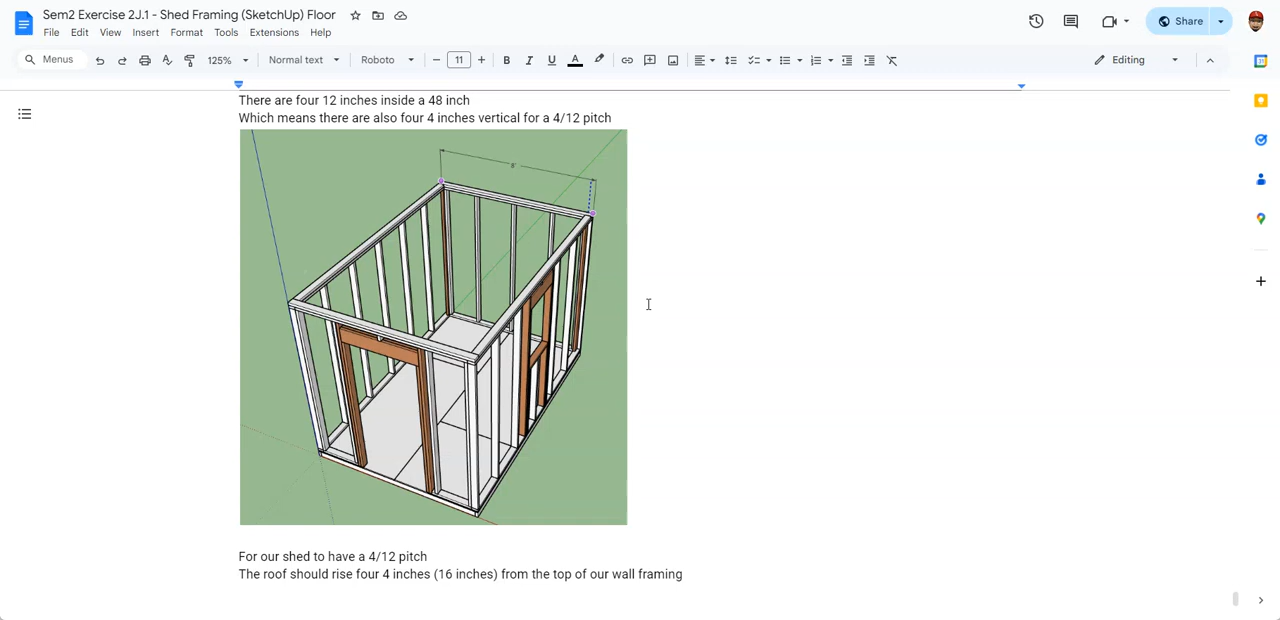 Sem2 Exercise 2J.1 - Shed Framing (SketchUp) Floor
File Edit View Insert Format Tools Extensions Help
Share
Menus 125% Normal text Roboto 11 B I U A Editing
There are four 12 inches inside a 48 inch
Which means there are also four 4 inches vertical for a 4/12 pitch
8'
For our shed to have a 4/12 pitch
The roof should rise four 4 inches (16 inches) from the top of our wall framing